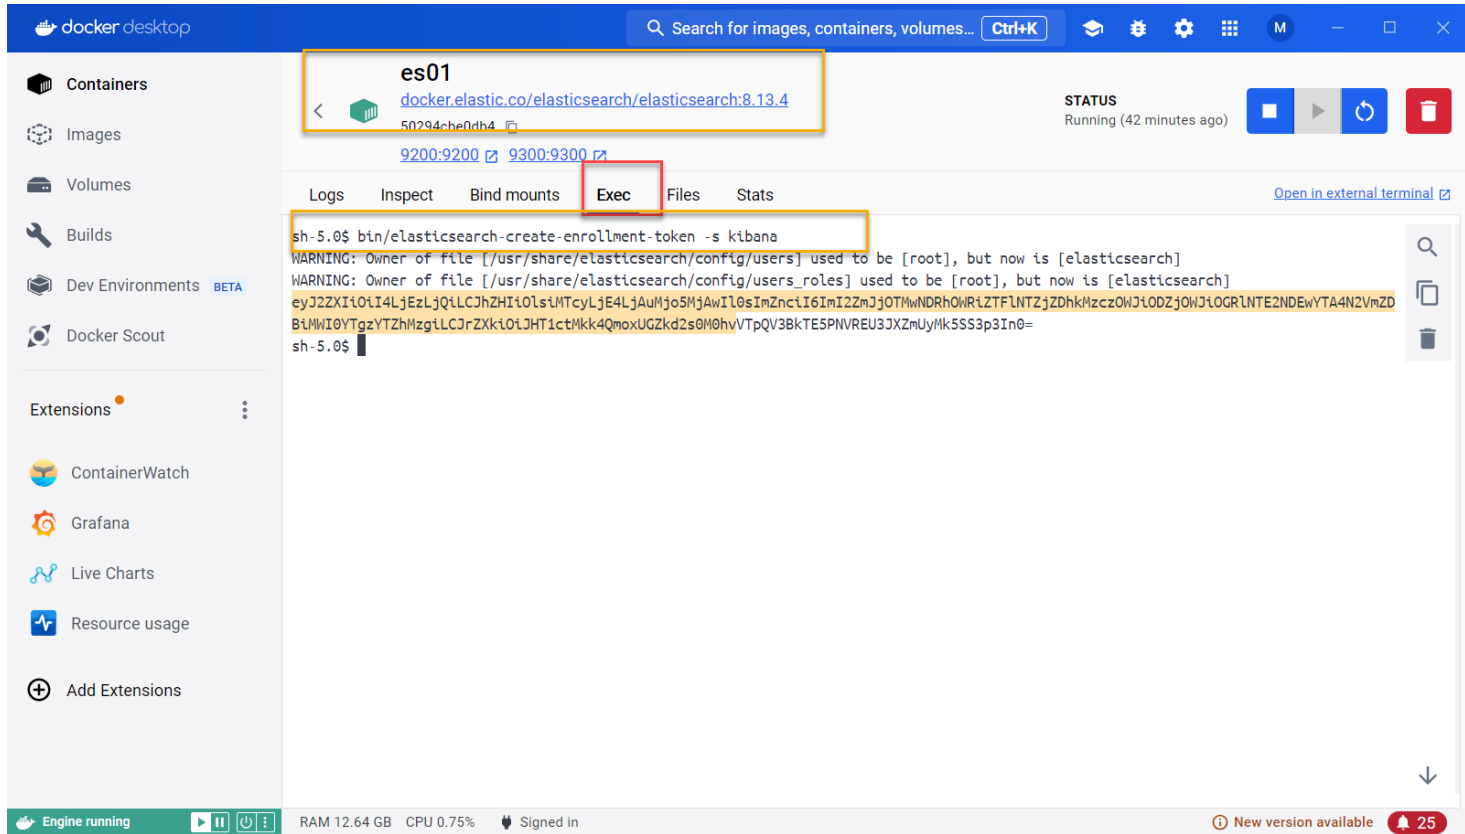 docker desktop
Search for images, containers, volumes... Ctrl+K
M
Containers
Images
Volumes
Builds
Dev Environments BETA
Docker Scout
Extensions
ContainerWatch
Grafana
Live Charts
Resource usage
Add Extensions
es01
docker.elastic.co/elasticsearch/elasticsearch:8.13.4
50294cbe0db4
9200:9200 9300:9300
STATUS
Running (42 minutes ago)
Logs Inspect Bind mounts Exec Files Stats
Open in external terminal
sh-5.0$ bin/elasticsearch-create-enrollment-token -s kibana
WARNING: Owner of file [/usr/share/elasticsearch/config/users] used to be [root], but now is [elasticsearch]
WARNING: Owner of file [/usr/share/elasticsearch/config/users_roles] used to be [root], but now is [elasticsearch]
eyJ2ZXIiOiI4LjEzLjQiLCJhZHIiOlsiMTcyLjE4LjAuMjo5MjAwIl0sImZnciI6ImI2ZmJjOTMwNDRhOWRiZTFlNTZjZDhkMzczOWJiODZjOWJiOGRlNTE2NDEwYTA4N2VmZD
BiMWI0YTgzYTZhMzgiLCJrZXkiOiJHT1ctMkk4QmoxUGZkd2s0M0hvVTpQV3BkTE5PNVREU3JXZmUyMk5SS3p3In0=
sh-5.0$
Engine running
RAM 12.64 GB CPU 0.75% Signed in
New version available 25